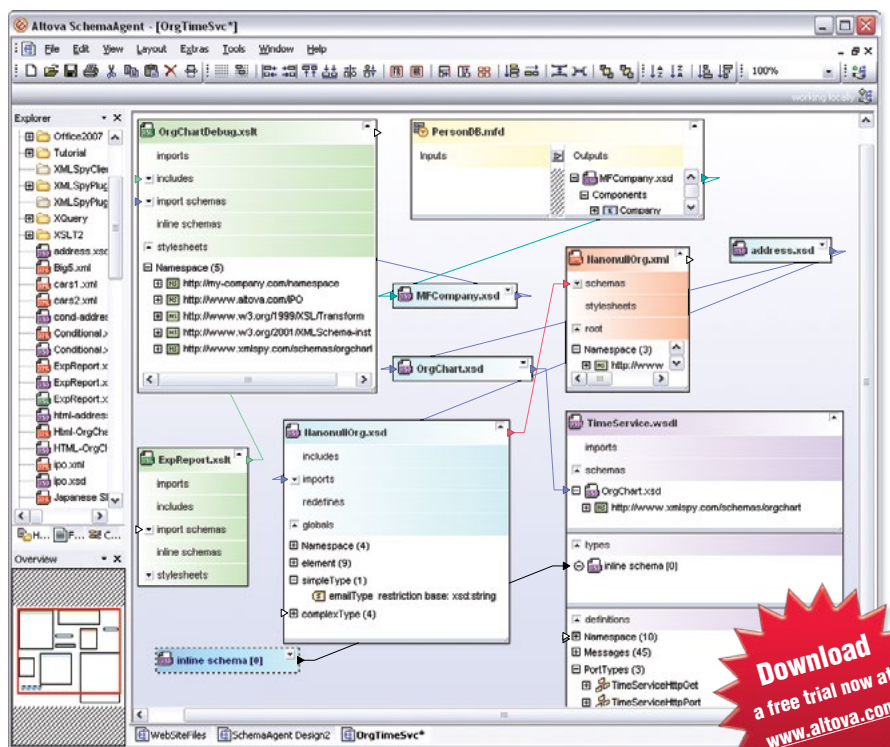 Altova SchemaAgent - [OrgTimeSvc*]
File Edit View Layout Extras Tools Window Help
100%
working locally
Explorer
Office2007
Tutorial
XMLSpyClie
XMLSpyPlug
XMLSpyPlug
XQuery
XSLT2
address.xsd
Big5.xml
cars1.xml
cars2.xml
cond-addres
Conditional.x
Conditional.x
ExpReport.x
ExpReport.x
ExpReport.x
html-address
Html-OrgCha
HTML-OrgCh
ipo.xml
ipo.xsd
Japanese Sh
H... F... C...
Overview
OrgChartDebug.xslt
imports
includes
import schemas
inline schemas
stylesheets
Namespace (5)
http://my-company.com/namespace
http://www.altova.com/IPO
http://www.w3.org/1999/XSL/Transform
http://www.w3.org/2001/XMLSchema-inst
http://www.xmlspy.com/schemas/orgchart
PersonDB.mfd
Inputs
Outputs
MFCompany.xsd
Components
Company
MFCompany.xsd
OrgChart.xsd
NanonullOrg.xml
schemas
stylesheets
root
Namespace (3)
http://www
address.xsd
ExpReport.xslt
imports
includes
import schemas
inline schemas
stylesheets
NanonullOrg.xsd
includes
imports
redefines
globals
Namespace (4)
element (9)
simpleType (1)
emailType restriction base: xsd:string
complexType (4)
inline schema [0]
TimeService.wsdl
imports
schemas
OrgChart.xsd
http://www.xmlspy.com/schemas/orgchart
types
inline schema [0]
definitions
Namespace (10)
Messages (45)
PortTypes (3)
TimeServiceHttpGet
TimeServiceHttpPort
WebSiteFiles SchemaAgent Design2 OrgTimeSvc*
Download
a free trial now at
www.altova.com